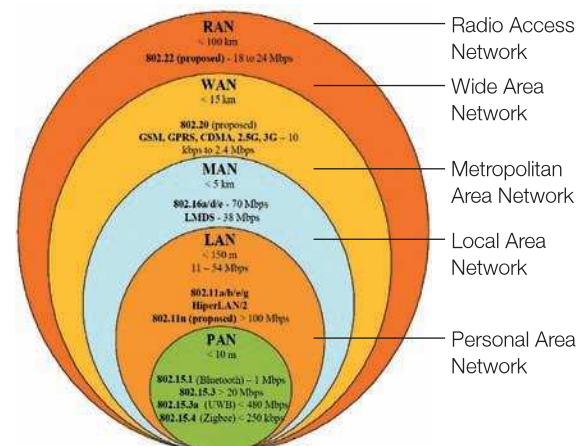 RAN
< 100 km
802.22 (proposed) - 18 to 24 Mbps
Radio Access
Network
WAN
< 15 km
802.20 (proposed)
GSM, GPRS, CDMA, 2.5G, 3G – 10
kbps to 2.4 Mbps
Wide Area
Network
MAN
< 5 km
802.16a/d/e - 70 Mbps
LMDS - 38 Mbps
Metropolitan
Area Network
LAN
< 150 m
11 – 54 Mbps
802.11a/b/e/g
HiperLAN/2
802.11n (proposed) > 100 Mbps
Local Area
Network
PAN
< 10 m
802.15.1 (Bluetooth) – 1 Mbps
802.15.3 > 20 Mbps
802.15.3a (UWB) < 480 Mbps
802.15.4 (Zigbee) < 250 kbps
Personal Area
Network